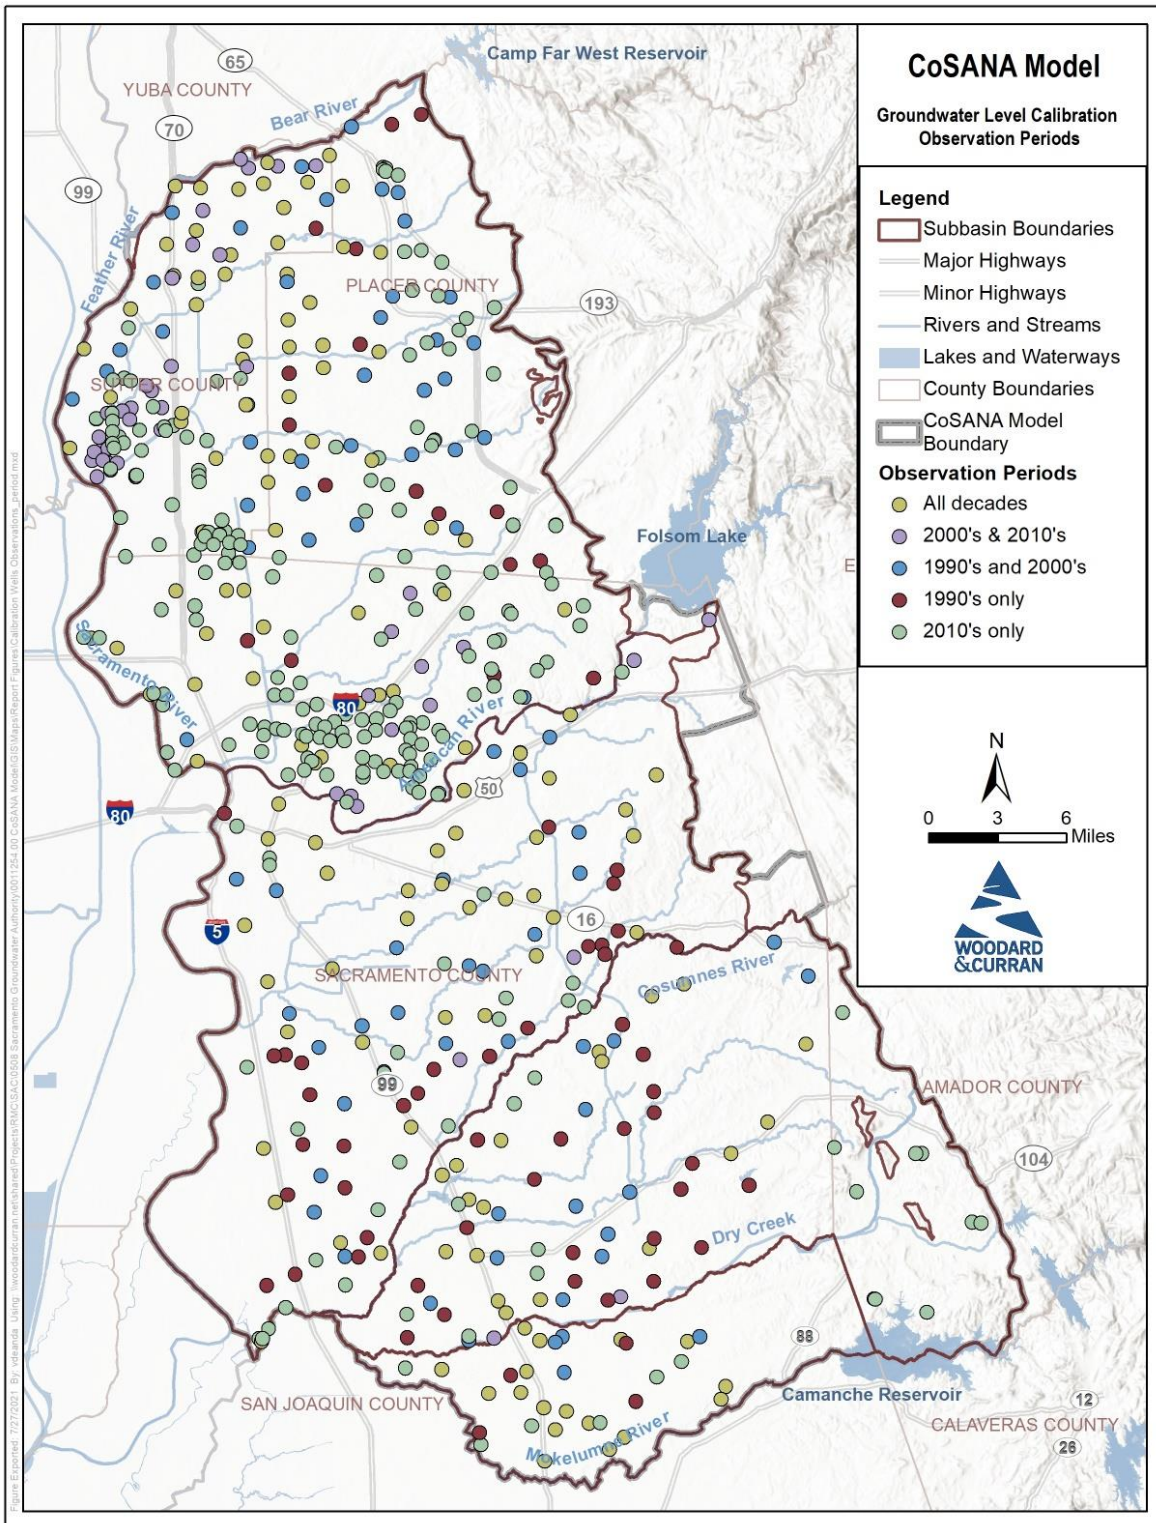 CoSANA Model
Groundwater Level Calibration
Observation Periods
Legend
Subbasin Boundaries
Major Highways
Minor Highways
Rivers and Streams
Lakes and Waterways
County Boundaries
CoSANA Model
Boundary
Observation Periods
All decades
2000's & 2010's
1990's and 2000's
1990's only
2010's only
N
0 3 6
Miles
WOODARD
&CURRAN
Camp Far West Reservoir
65
YUBA COUNTY
Bear River
70
99
Feather River
PLACER COUNTY
193
SUTTER COUNTY
Folsom Lake
E
Sacramento River
80
American River
50
80
16
5
SACRAMENTO COUNTY
Cosumnes River
99
AMADOR COUNTY
104
Dry Creek
88
Camanche Reservoir
SAN JOAQUIN COUNTY
12
CALAVERAS COUNTY
26
Mokelumne River